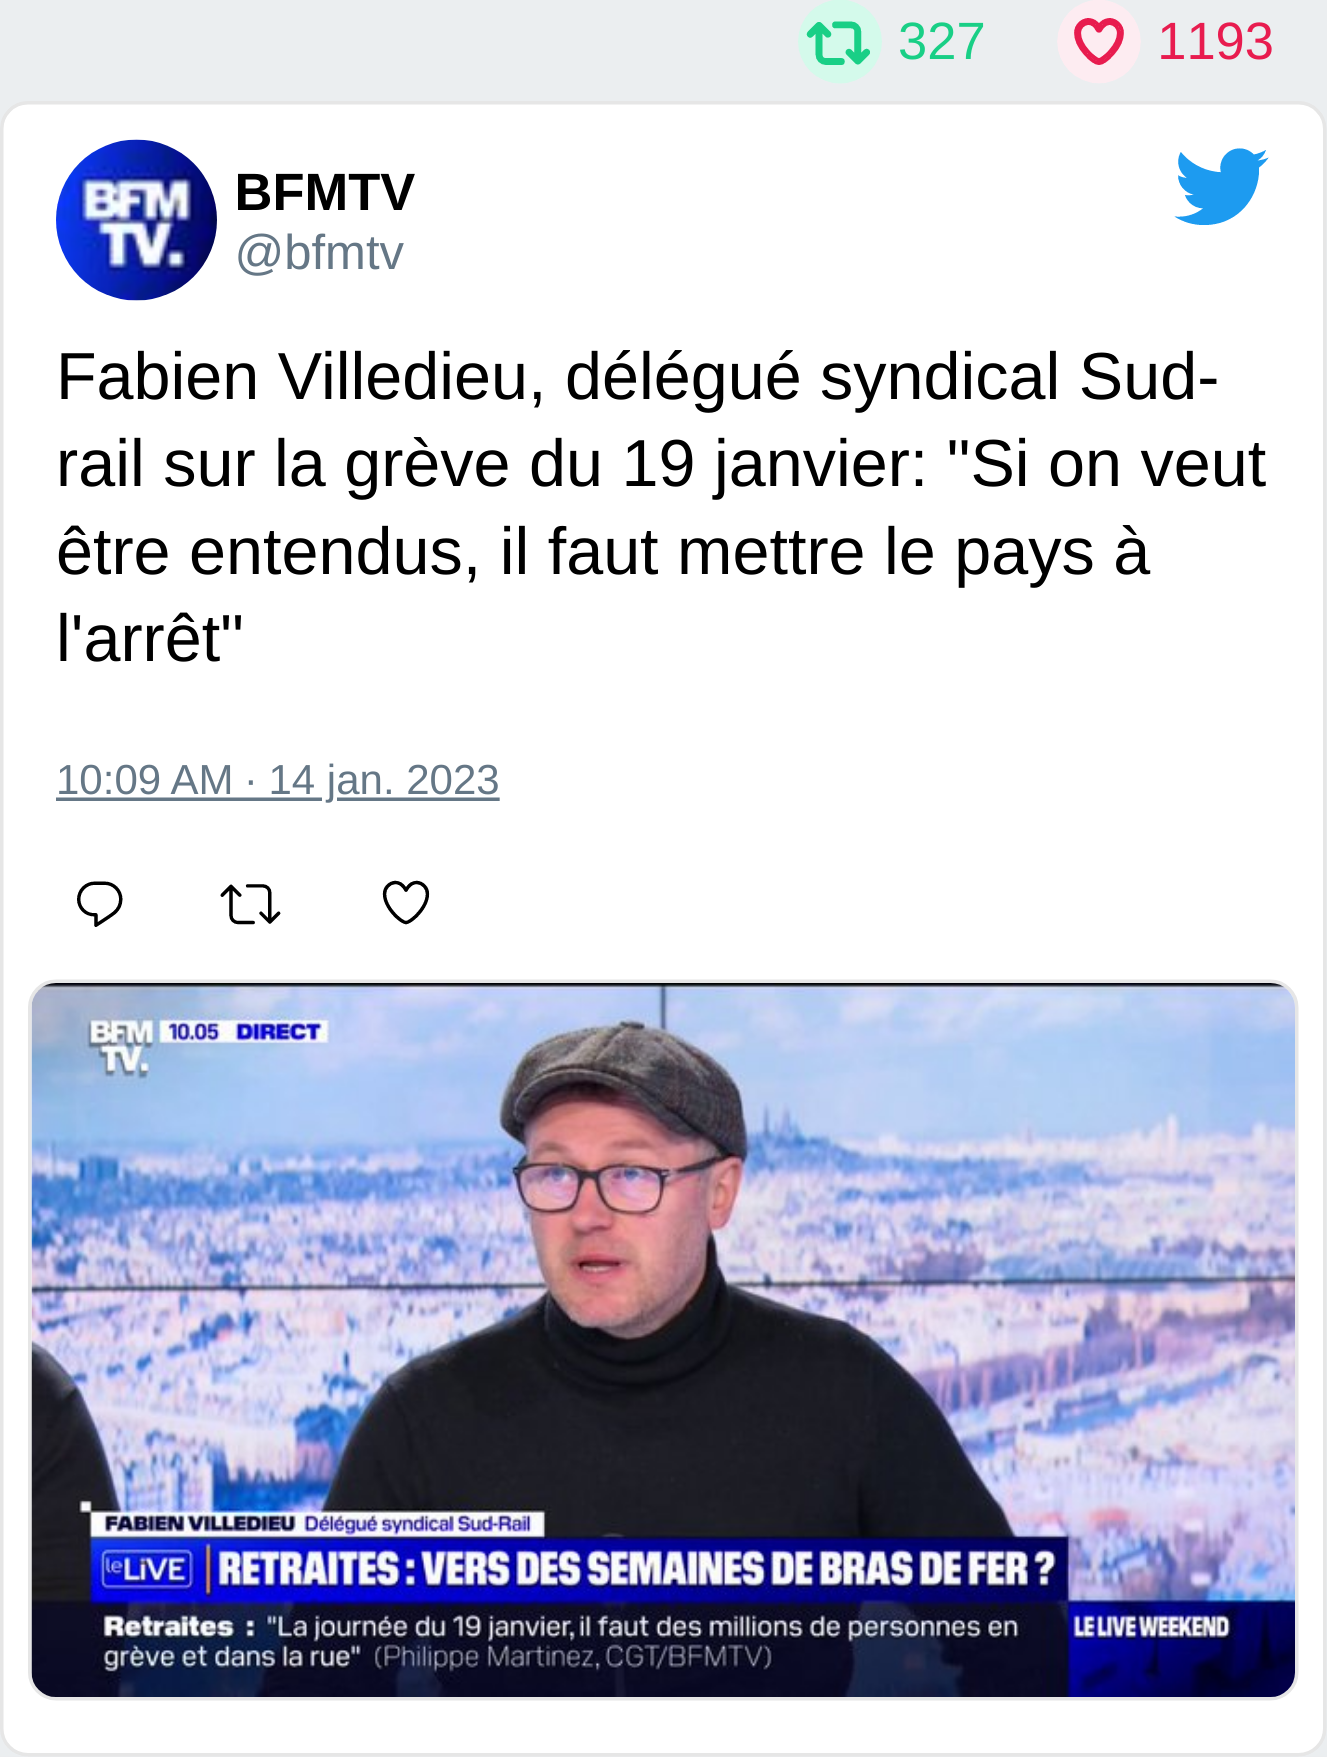 327 1193
BFM
TV.
BFMTV
@bfmtv
Fabien Villedieu, délégué syndical Sud-
rail sur la grève du 19 janvier: "Si on veut
être entendus, il faut mettre le pays à
l'arrêt"
10:09 AM · 14 jan. 2023
BFM
TV.
10.05 DIRECT
FABIEN VILLEDIEU Délégué syndical Sud-Rail
le LiVE RETRAITES : VERS DES SEMAINES DE BRAS DE FER ?
Retraites : "La journée du 19 janvier, il faut des millions de personnes en
grève et dans la rue" (Philippe Martinez, CGT/BFMTV)
LE LIVE WEEKEND